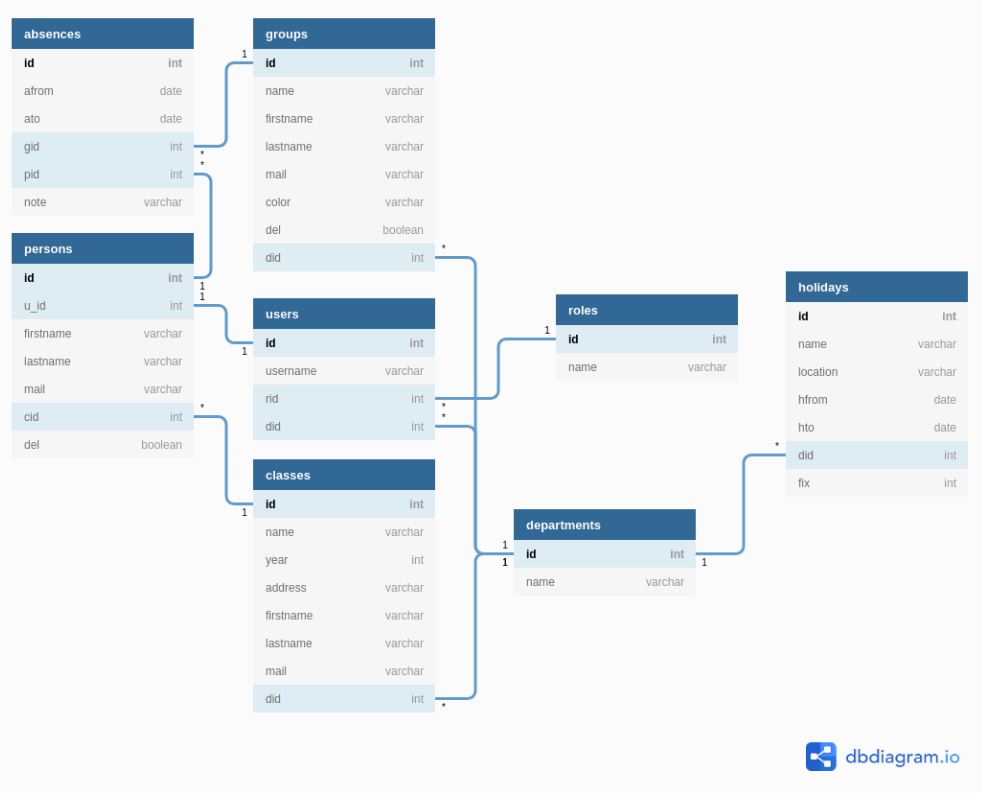 absences
id int
afrom date
ato date
gid int
*
*
pid int
note varchar
persons
id int
1
1
u_id int
firstname varchar
lastname varchar
mail varchar
*
cid int
del boolean
groups
1
id int
name varchar
firstname varchar
lastname varchar
mail varchar
color varchar
del boolean
*
did int
users
id int
1
username varchar
rid int
*
*
did int
classes
id int
1
name varchar
year int
address varchar
firstname varchar
lastname varchar
mail varchar
did int
*
roles
1
id int
name varchar
departments
1
id int
1
1
name varchar
holidays
id int
name varchar
location varchar
hfrom date
hto date
*
did int
fix int
dbdiagram.io